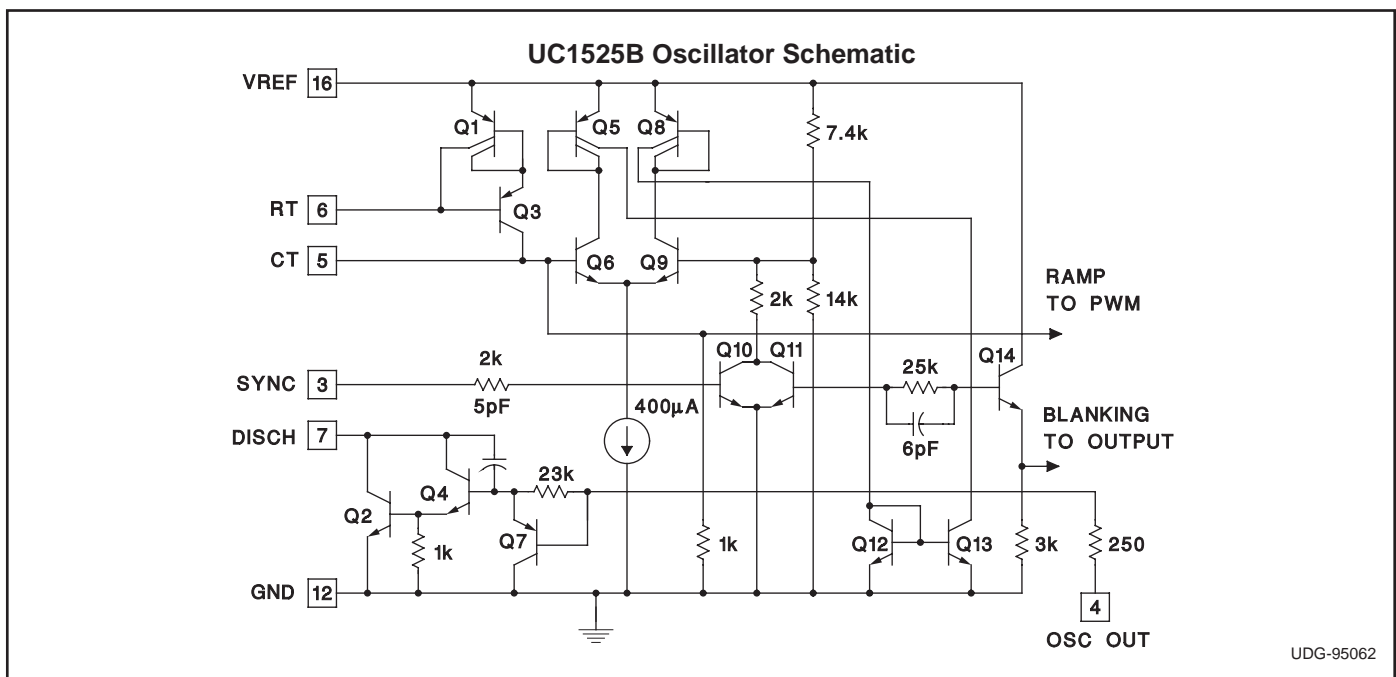 UC1525B Oscillator Schematic
VREF 16
Q1
Q5
Q8
7.4k
RT 6
Q3
CT 5
Q6
Q9
2k
14k
RAMP
TO PWM
Q10
Q11
Q14
2k
25k
SYNC 3
5pF
400μA
6pF
BLANKING
TO OUTPUT
DISCH 7
23k
Q4
Q2
1k
Q7
1k
Q12
Q13
3k
250
GND 12
4
OSC OUT
UDG-95062